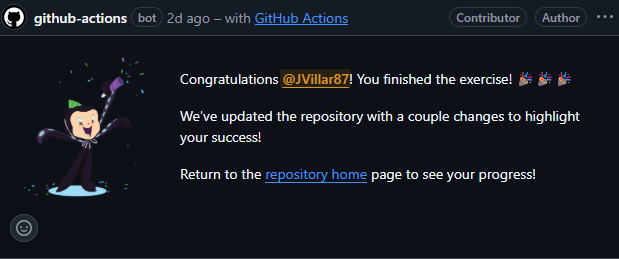 github-actions bot 2d ago – with GitHub Actions Contributor Author
Congratulations @JVillar87! You finished the exercise! 🎉 🎉 🎉
We've updated the repository with a couple changes to highlight
your success!
Return to the repository home page to see your progress!